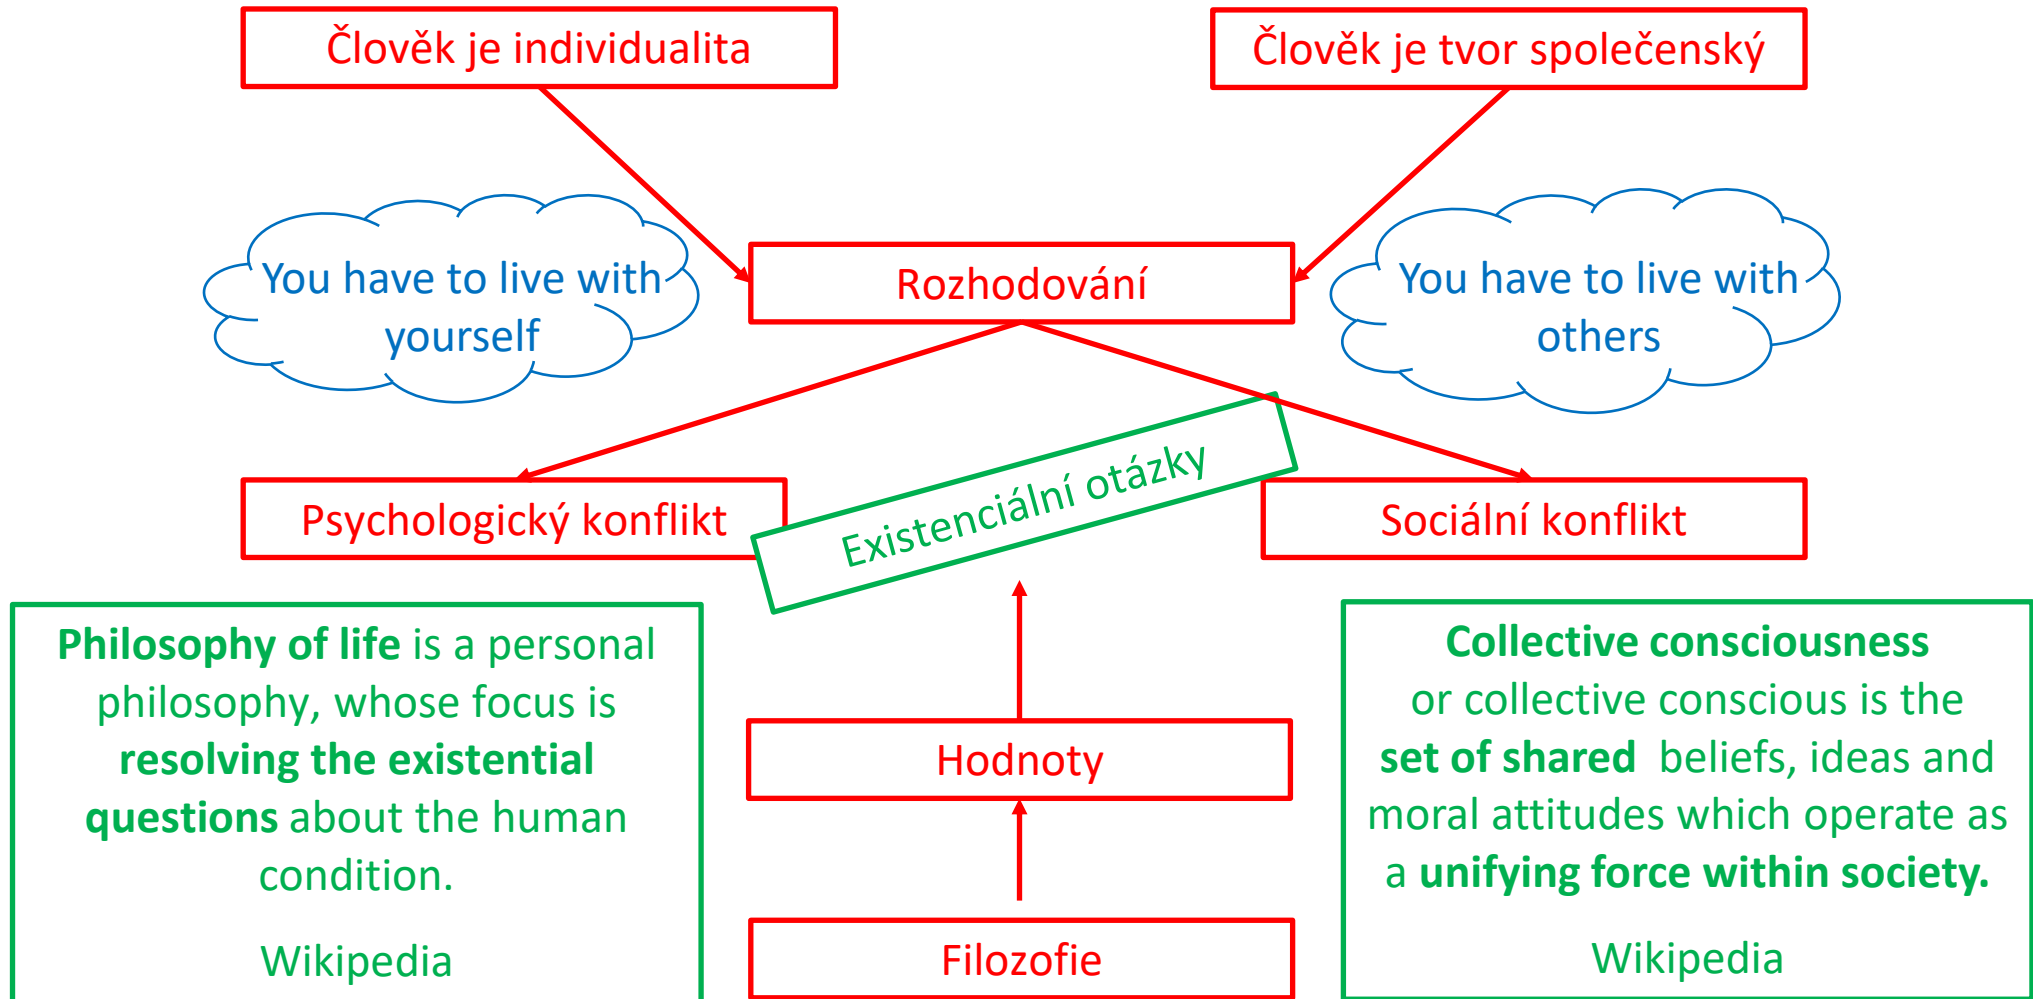 Člověk je individualita
Člověk je tvor společenský
You have to live with
yourself
Rozhodování
You have to live with
others
Psychologický konflikt
Existenciální otázky
Sociální konflikt
Philosophy of life is a personal
philosophy, whose focus is
resolving the existential
questions about the human
condition.
Wikipedia
Hodnoty
Filozofie
Collective consciousness
or collective conscious is the
set of shared beliefs, ideas and
moral attitudes which operate as
a unifying force within society.
Wikipedia